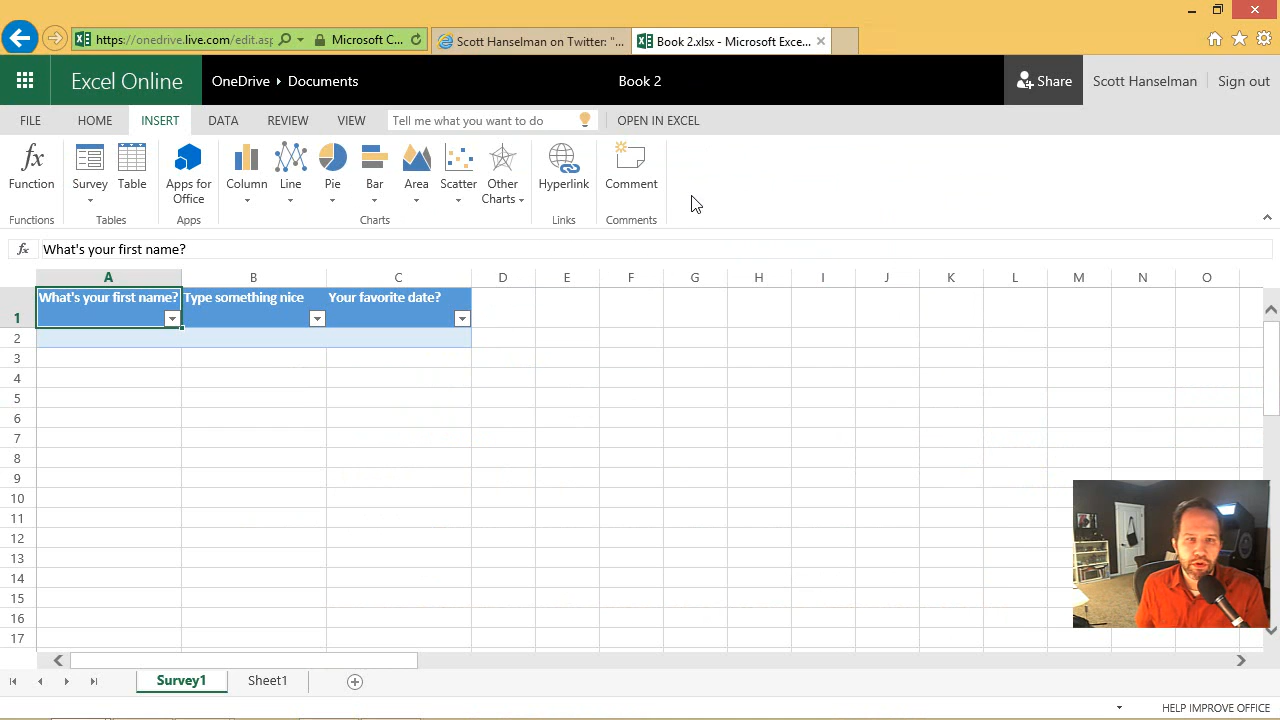 https://onedrive.live.com/edit.asp
Microsoft C...
Scott Hanselman on Twitter: "...
Book 2.xlsx - Microsoft Exce...
Excel Online
OneDrive
Documents
Book 2
Share
Scott Hanselman
Sign out
FILE
HOME
INSERT
DATA
REVIEW
VIEW
Tell me what you want to do
OPEN IN EXCEL
fx
Function
Survey
Table
Apps for
Office
Column
Line
Pie
Bar
Area
Scatter
Other
Charts
Hyperlink
Comment
Functions
Tables
Apps
Charts
Links
Comments
fx
What's your first name?
A
B
C
D
E
F
G
H
I
J
K
L
M
N
O
1
What's your first name?
Type something nice
Your favorite date?
2
3
4
5
6
7
8
9
10
11
12
13
14
15
16
17
Survey1
Sheet1
HELP IMPROVE OFFICE